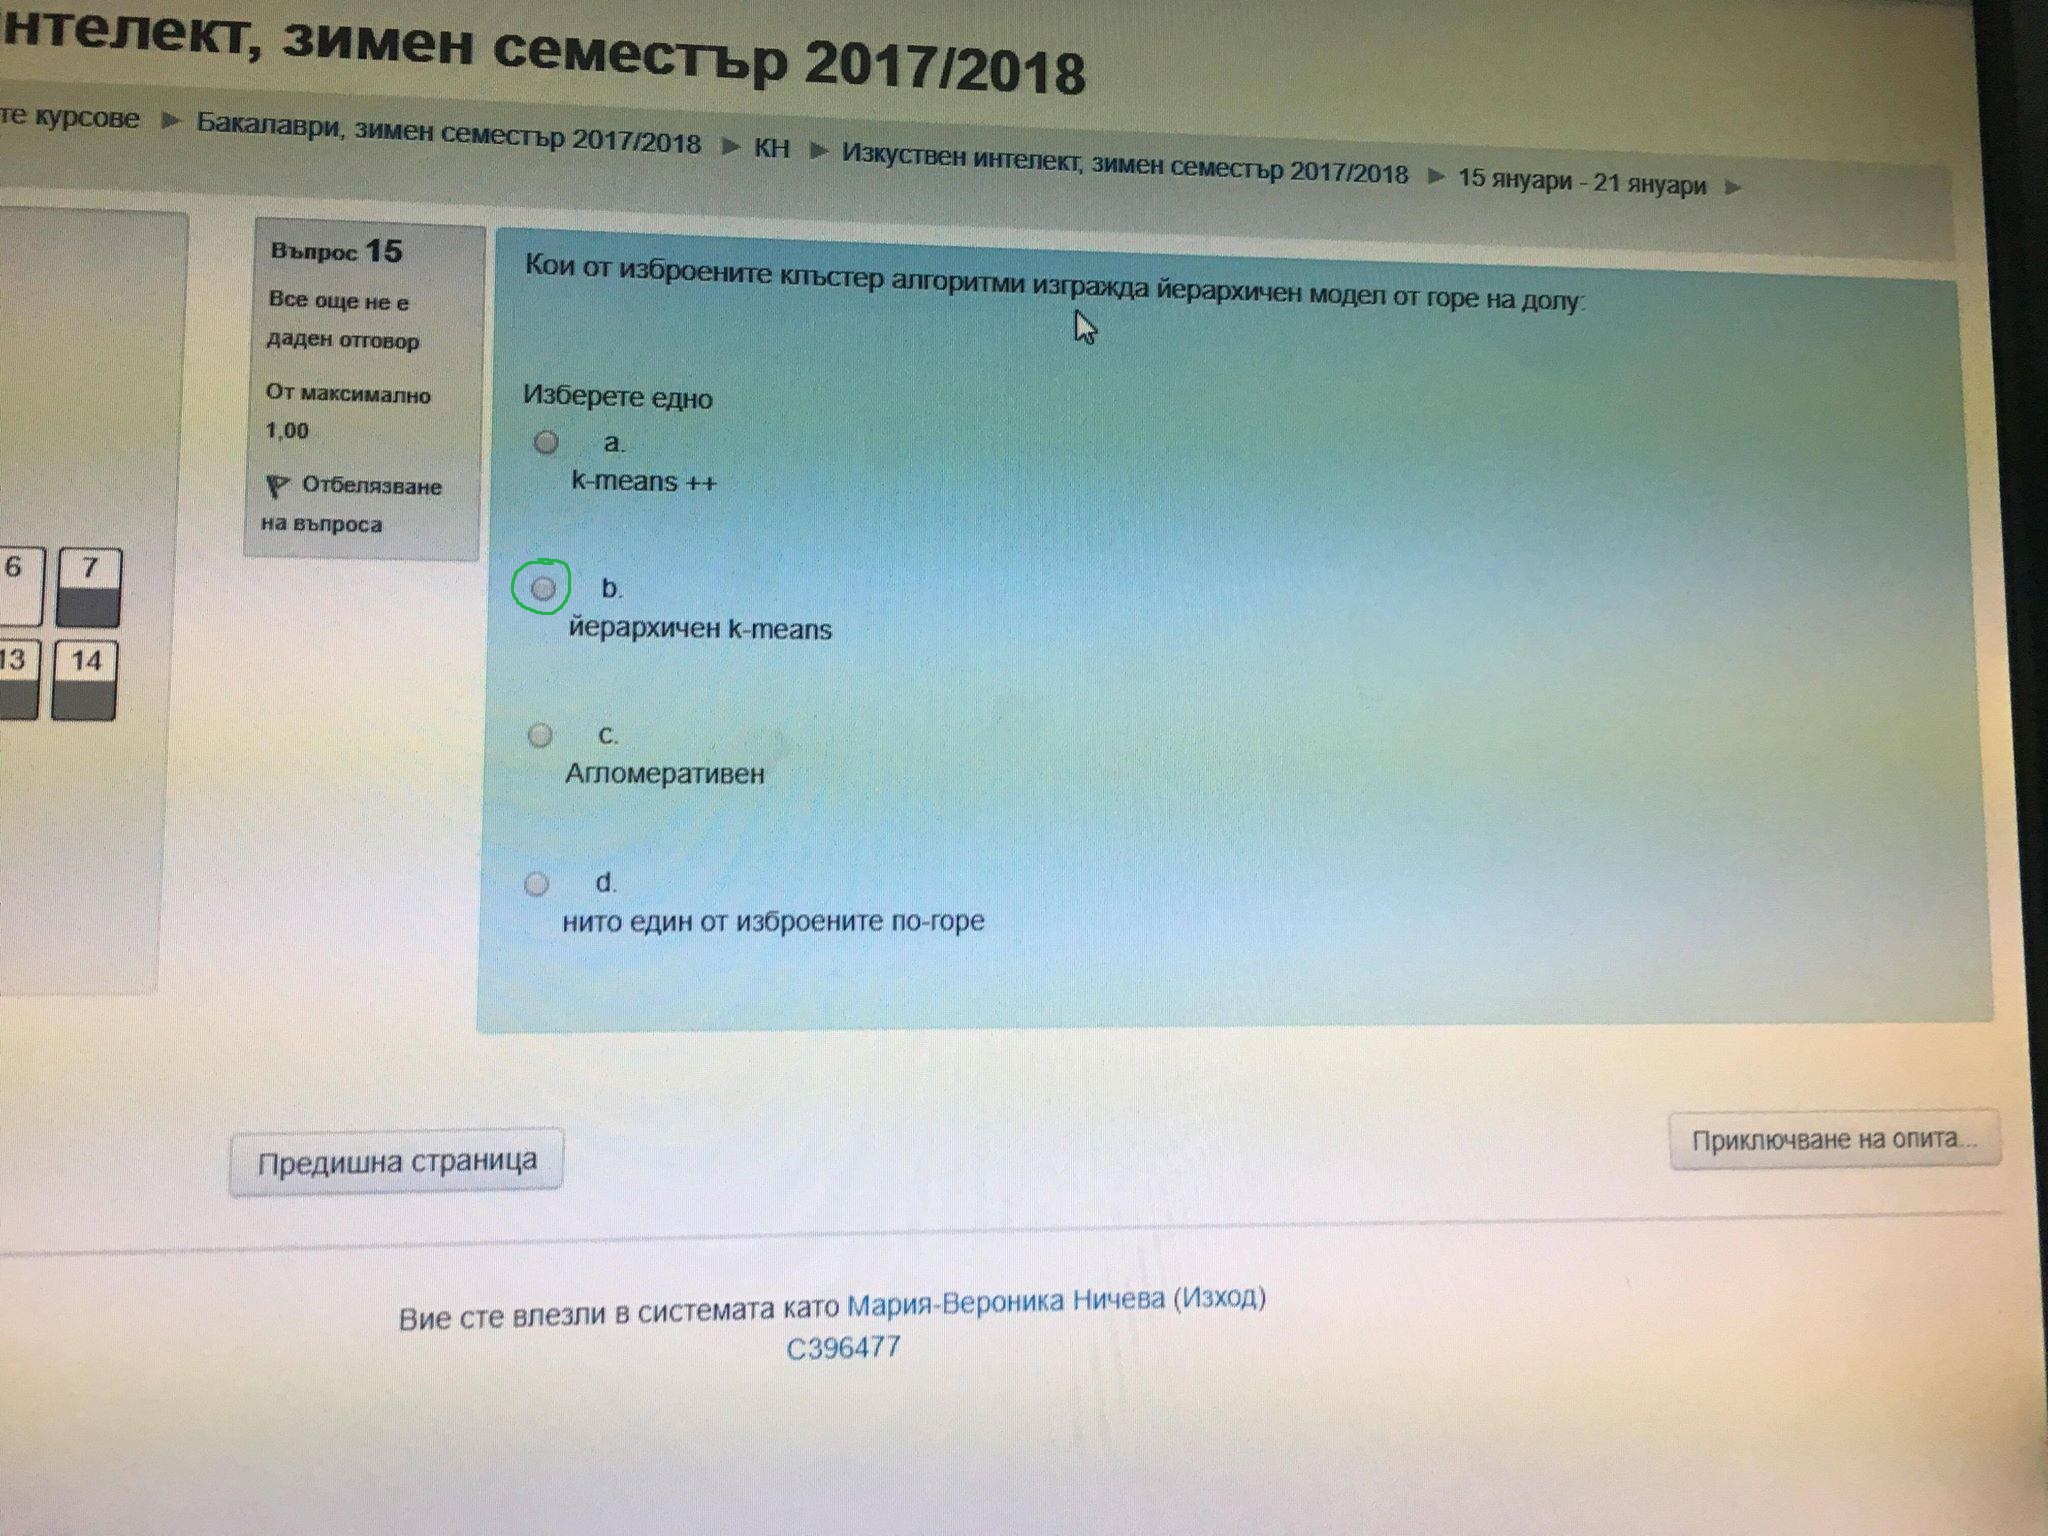 нтелект, зимен семестър 2017/2018
те курсове ► Бакалаври, зимен семестър 2017/2018 ► КН ► Изкуствен интелект, зимен семестър 2017/2018 ► 15 януари - 21 януари ►
Въпрос 15
Все още не е
даден отговор
От максимално
1,00
Отбелязване
на въпроса
6 7
13 14
Кои от изброените клъстер алгоритми изгражда йерархичен модел от горе на долу:
Изберете едно
a.
k-means ++
b.
йерархичен k-means
c.
Агломеративен
d.
нито един от изброените по-горе
Предишна страница
Приключване на опита...
Вие сте влезли в системата като Мария-Вероника Ничева (Изход)
С396477